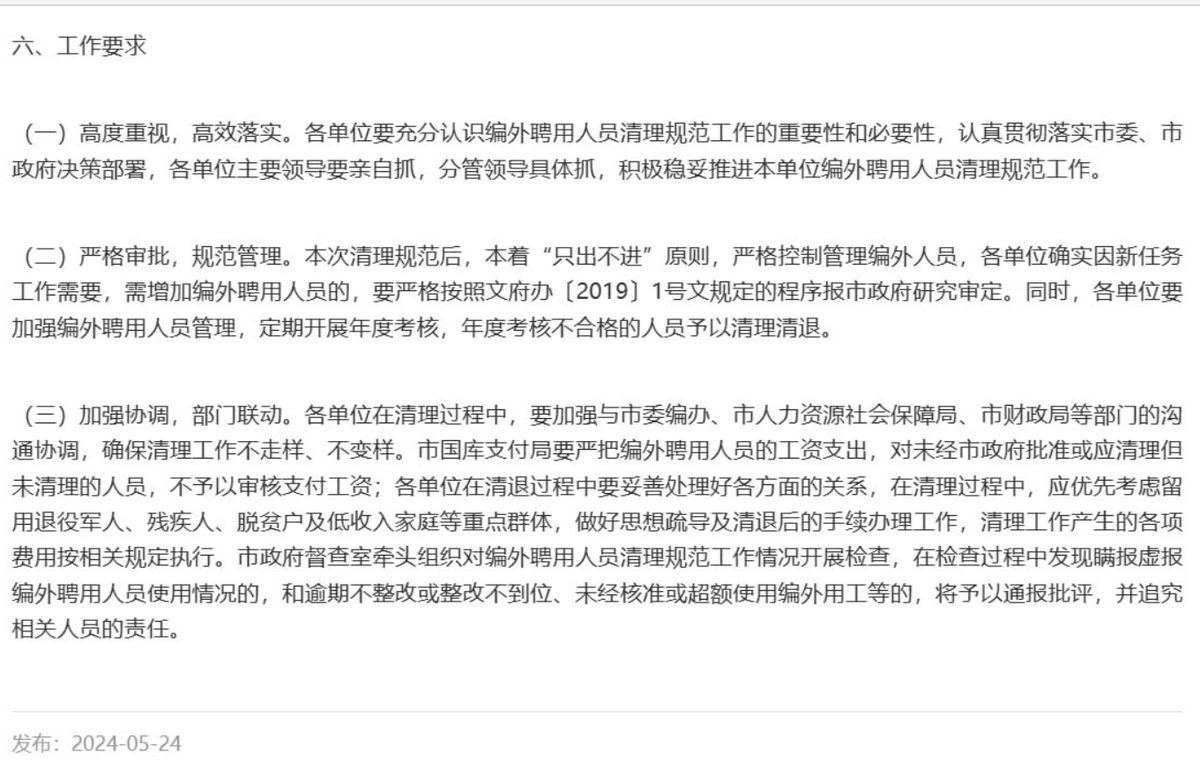 六、工作要求
（一）高度重视，高效落实。各单位要充分认识编外聘用人员清理规范工作的重要性和必要性，认真贯彻落实市委、市
政府决策部署，各单位主要领导要亲自抓，分管领导具体抓，积极稳妥推进本单位编外聘用人员清理规范工作。
（二）严格审批，规范管理。本次清理规范后，本着“只出不进”原则，严格控制管理编外人员，各单位确实因新任务
工作需要，需增加编外聘用人员的，要严格按照文府办〔2019〕1号文规定的程序报市政府研究审定。同时，各单位要
加强编外聘用人员管理，定期开展年度考核，年度考核不合格的人员予以清理清退。
（三）加强协调，部门联动。各单位在清理过程中，要加强与市委编办、市人力资源社会保障局、市财政局等部门的沟
通协调，确保清理工作不走样、不变样。市国库支付局要严把编外聘用人员的工资支出，对未经市政府批准或应清理但
未清理的人员，不予以审核支付工资；各单位在清退过程中要妥善处理好各方面的关系，在清理过程中，应优先考虑留
用退役军人、残疾人、脱贫户及低收入家庭等重点群体，做好思想疏导及清退后的手续办理工作，清理工作产生的各项
费用按相关规定执行。市政府督查室牵头组织对编外聘用人员清理规范工作情况开展检查，在检查过程中发现瞒报虚报
编外聘用人员使用情况的，和逾期不整改或整改不到位、未经核准或超额使用编外用工等的，将予以通报批评，并追究
相关人员的责任。
发布：2024-05-24